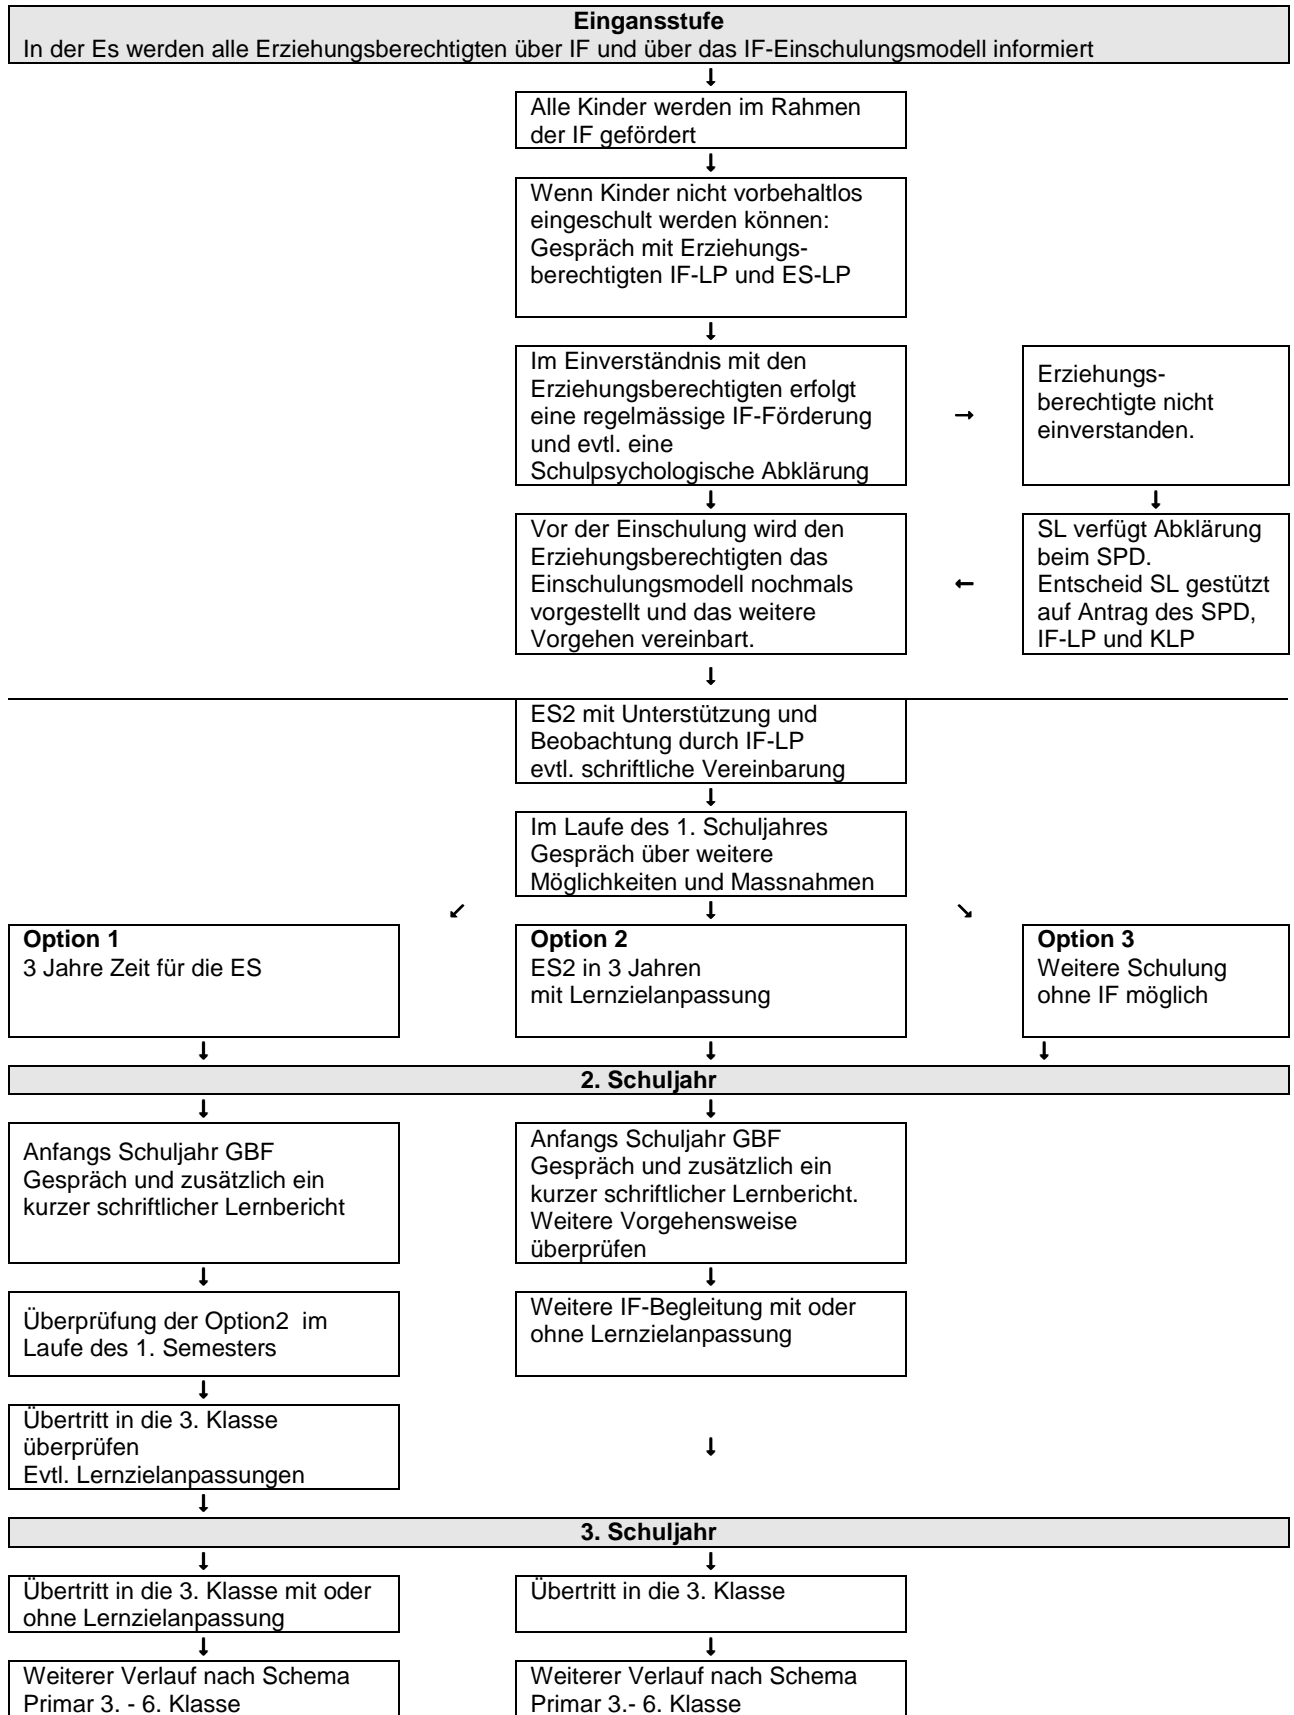 Eingansstufe
In der Es werden alle Erziehungsberechtigten über IF und über das IF-Einschulungsmodell informiert
Alle Kinder werden im Rahmen
der IF gefördert
Wenn Kinder nicht vorbehaltlos
eingeschult werden können:
Gespräch mit Erziehungs-
berechtigten IF-LP und ES-LP
Im Einverständnis mit den
Erziehungsberechtigten erfolgt
eine regelmässige IF-Förderung
und evtl. eine
Schulpsychologische Abklärung
Erziehungs-
berechtigte nicht
einverstanden.
Vor der Einschulung wird den
Erziehungsberechtigten das
Einschulungsmodell nochmals
vorgestellt und das weitere
Vorgehen vereinbart.
SL verfügt Abklärung
beim SPD.
Entscheid SL gestützt
auf Antrag des SPD,
IF-LP und KLP
ES2 mit Unterstützung und
Beobachtung durch IF-LP
evtl. schriftliche Vereinbarung
Im Laufe des 1. Schuljahres
Gespräch über weitere
Möglichkeiten und Massnahmen
Option 1
3 Jahre Zeit für die ES
Option 2
ES2 in 3 Jahren
mit Lernzielanpassung
Option 3
Weitere Schulung
ohne IF möglich
2. Schuljahr
Anfangs Schuljahr GBF
Gespräch und zusätzlich ein
kurzer schriftlicher Lernbericht
Anfangs Schuljahr GBF
Gespräch und zusätzlich ein
kurzer schriftlicher Lernbericht.
Weitere Vorgehensweise
überprüfen
Überprüfung der Option2  im
Laufe des 1. Semesters
Weitere IF-Begleitung mit oder
ohne Lernzielanpassung
Übertritt in die 3. Klasse
überprüfen
Evtl. Lernzielanpassungen
3. Schuljahr
Übertritt in die 3. Klasse mit oder
ohne Lernzielanpassung
Übertritt in die 3. Klasse
Weiterer Verlauf nach Schema
Primar 3. - 6. Klasse
Weiterer Verlauf nach Schema
Primar 3.- 6. Klasse